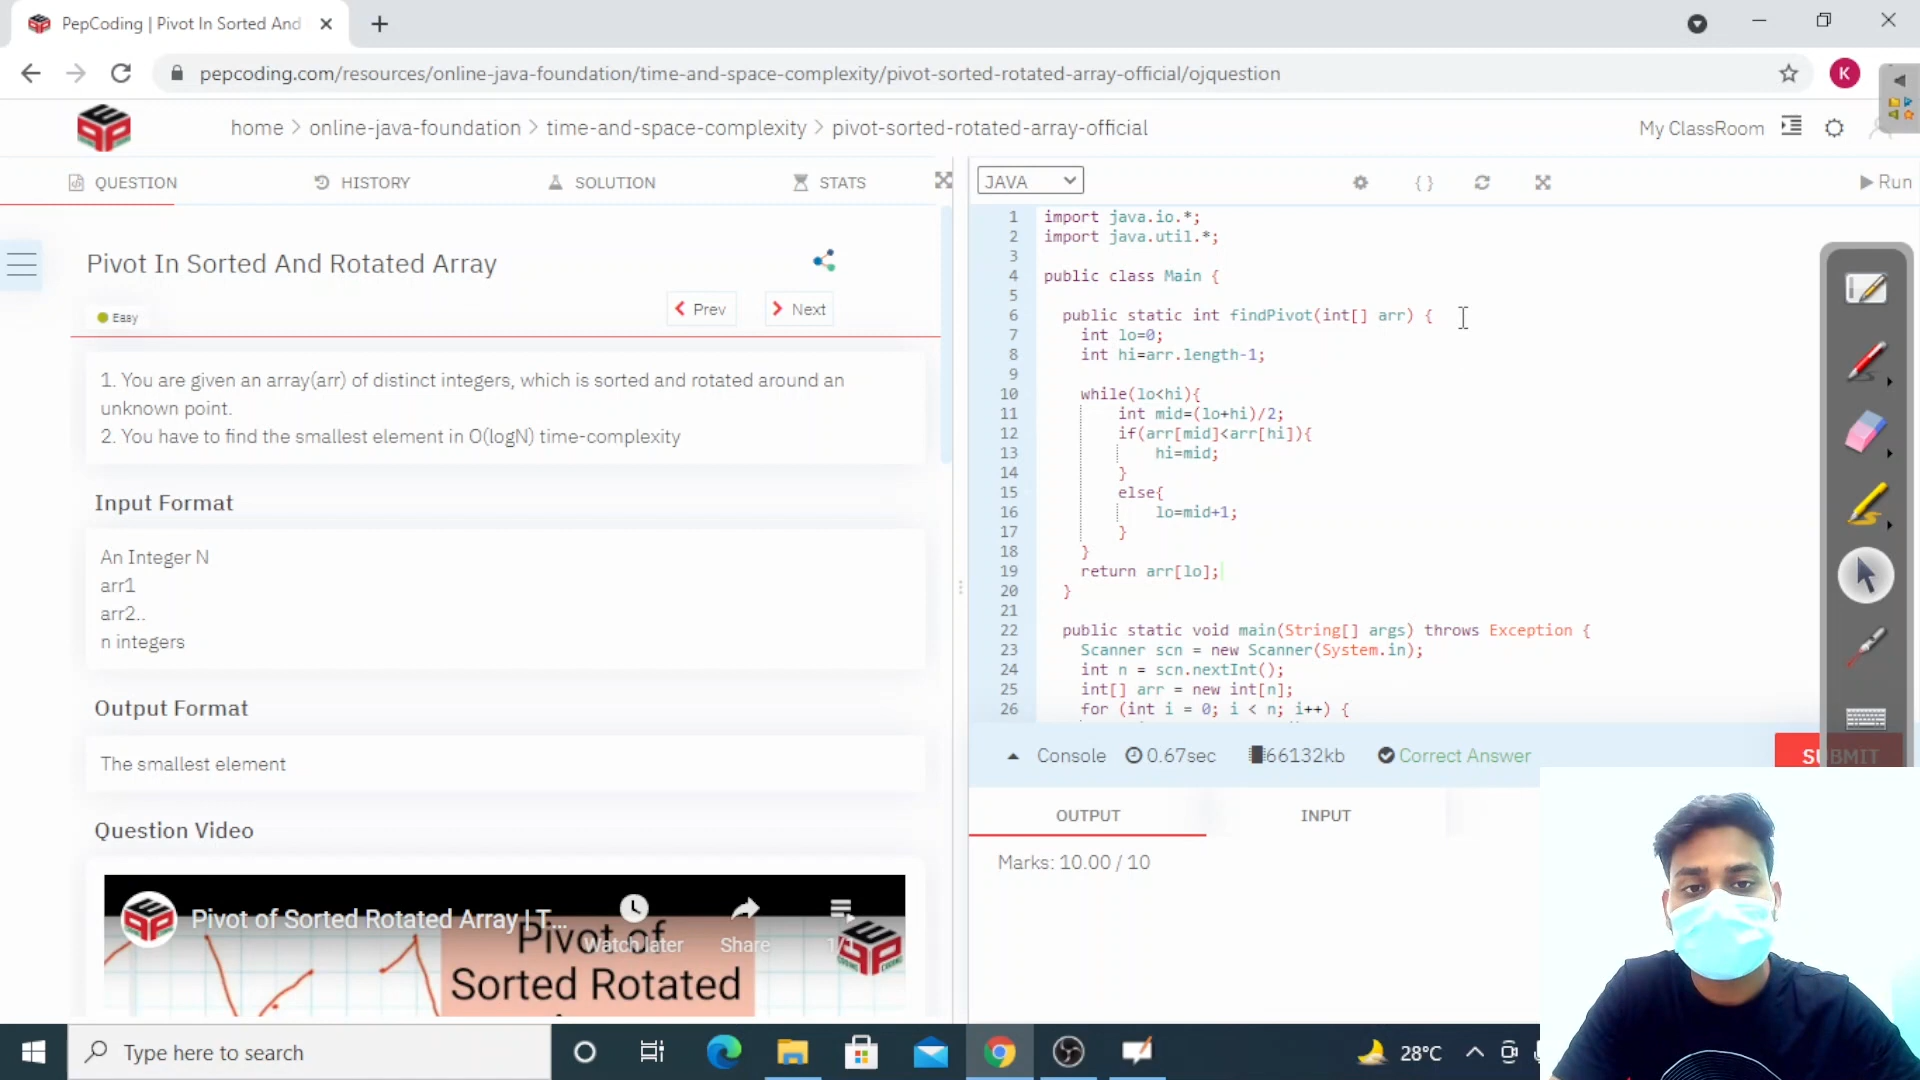 PepCoding | Pivot In Sorted And
pepcoding.com/resources/online-java-foundation/time-and-space-complexity/pivot-sorted-rotated-array-official/ojquestion
K
home > online-java-foundation > time-and-space-complexity > pivot-sorted-rotated-array-official
My ClassRoom
QUESTION
HISTORY
SOLUTION
STATS
JAVA
Run
Pivot In Sorted And Rotated Array
Easy
Prev
Next
1. You are given an array(arr) of distinct integers, which is sorted and rotated around an
unknown point.
2. You have to find the smallest element in O(logN) time-complexity
Input Format
An Integer N
arr1
arr2..
n integers
Output Format
The smallest element
Question Video
Pivot of Sorted Rotated Array | T...
Watch later
Share
1/1
Pivot of
Sorted Rotated
1 import java.io.*;
2 import java.util.*;
3
4 public class Main {
5
6 public static int findPivot(int[] arr) {
7 int lo=0;
8 int hi=arr.length-1;
9
10 while(lo<hi){
11 int mid=(lo+hi)/2;
12 if(arr[mid]<arr[hi]){
13 hi=mid;
14 }
15 else{
16 lo=mid+1;
17 }
18 }
19 return arr[lo];
20 }
21
22 public static void main(String[] args) throws Exception {
23 Scanner scn = new Scanner(System.in);
24 int n = scn.nextInt();
25 int[] arr = new int[n];
26 for (int i = 0; i < n; i++) {
Console
0.67sec
66132kb
Correct Answer
SUBMIT
OUTPUT
INPUT
Marks: 10.00 / 10
Type here to search
28°C